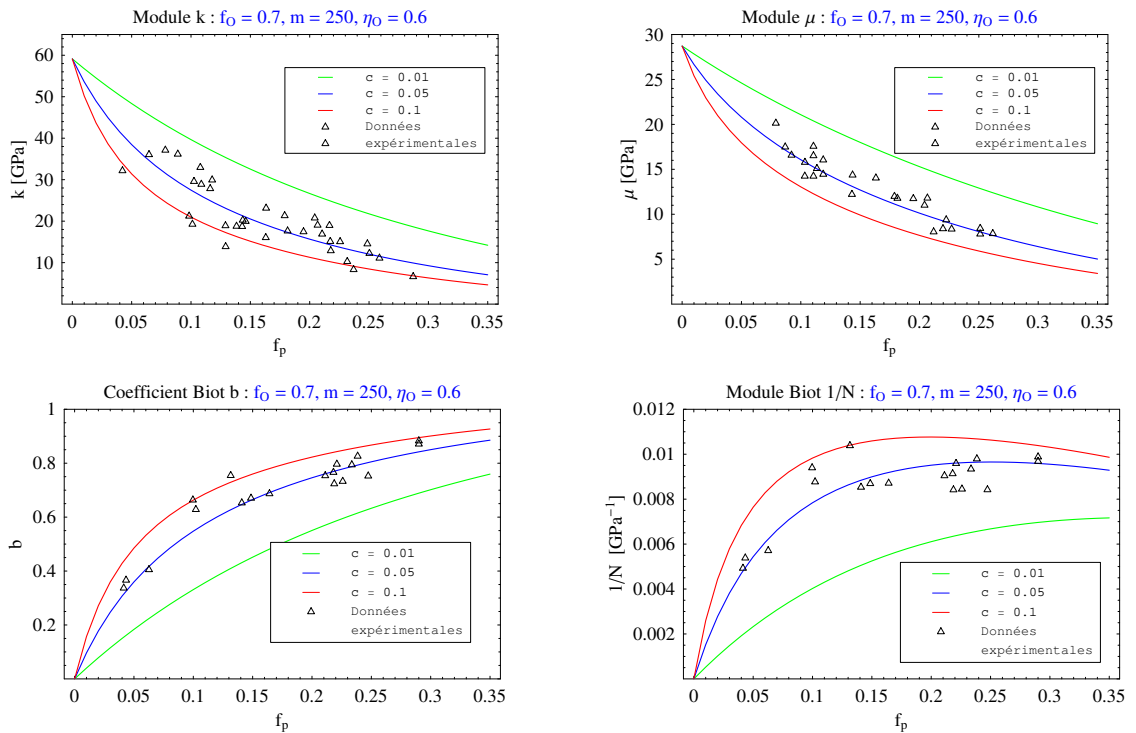 Module k : f_O = 0.7, m = 250, η_O = 0.6
k [GPa]
60
50
40
30
20
10
c = 0.01
c = 0.05
c = 0.1
Données
expérimentales
0 0.05 0.1 0.15 0.2 0.25 0.3 0.35
f_p
Module μ : f_O = 0.7, m = 250, η_O = 0.6
μ [GPa]
30
25
20
15
10
5
c = 0.01
c = 0.05
c = 0.1
Données
expérimentales
0 0.05 0.1 0.15 0.2 0.25 0.3 0.35
f_p
Coefficient Biot b : f_O = 0.7, m = 250, η_O = 0.6
b
1
0.8
0.6
0.4
0.2
c = 0.01
c = 0.05
c = 0.1
Données
expérimentales
0 0.05 0.1 0.15 0.2 0.25 0.3 0.35
f_p
Module Biot 1/N : f_O = 0.7, m = 250, η_O = 0.6
1/N [GPa⁻¹]
0.012
0.01
0.008
0.006
0.004
0.002
c = 0.01
c = 0.05
c = 0.1
Données
expérimentales
0 0.05 0.1 0.15 0.2 0.25 0.3 0.35
f_p